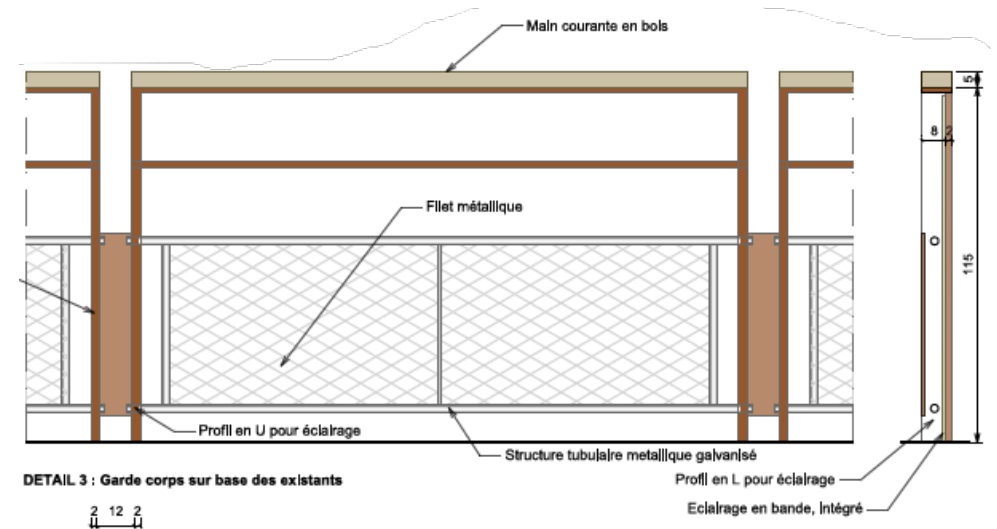 Main courante en bois
5
8 2
Filet métallique
115
Profil en U pour éclairage
Structure tubulaire metallique galvanisé
DETAIL 3 : Garde corps sur base des existants
Profil en L pour éclairage
Eclairage en bande, intégré
2 12 2